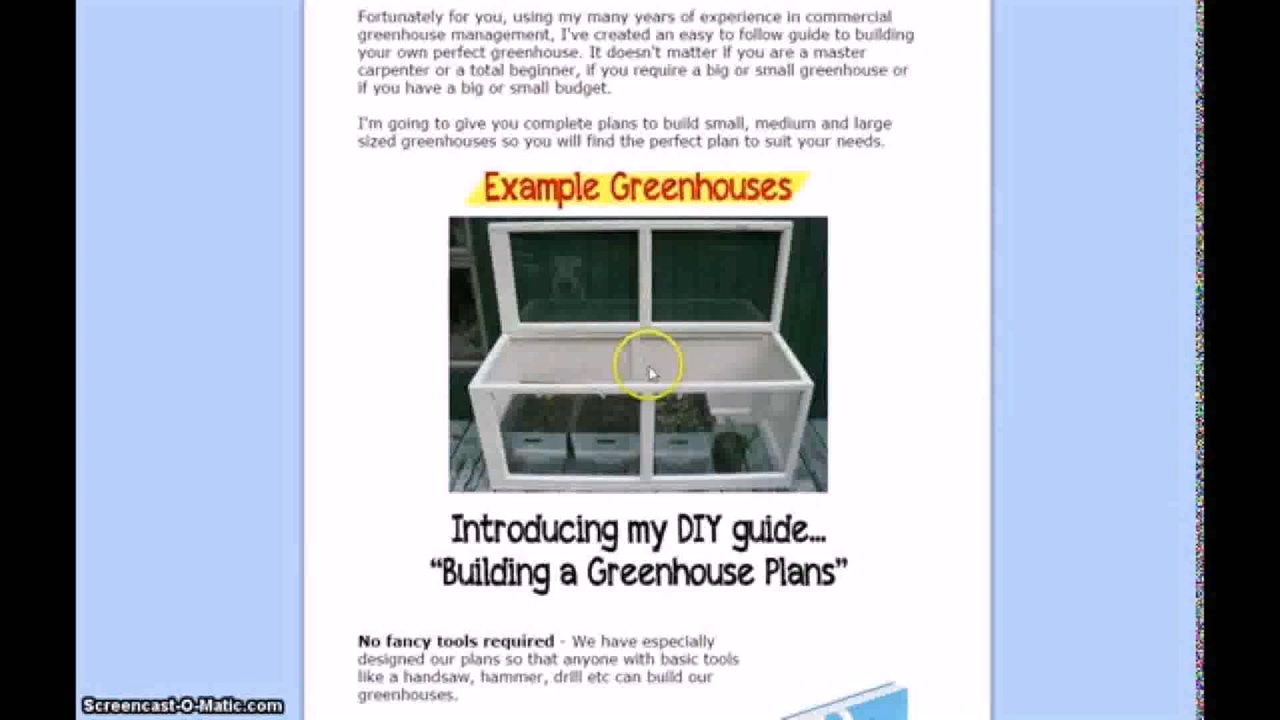 Fortunately for you, using my many years of experience in commercial
greenhouse management, I've created an easy to follow guide to building
your own perfect greenhouse. It doesn't matter if you are a master
carpenter or a total beginner, if you require a big or small greenhouse or
if you have a big or small budget.
I'm going to give you complete plans to build small, medium and large
sized greenhouses so you will find the perfect plan to suit your needs.
Example Greenhouses
Introducing my DIY guide...
“Building a Greenhouse Plans”
No fancy tools required - We have especially
designed our plans so that anyone with basic tools
like a handsaw, hammer, drill etc can build our
greenhouses.
Screencast-O-Matic.com